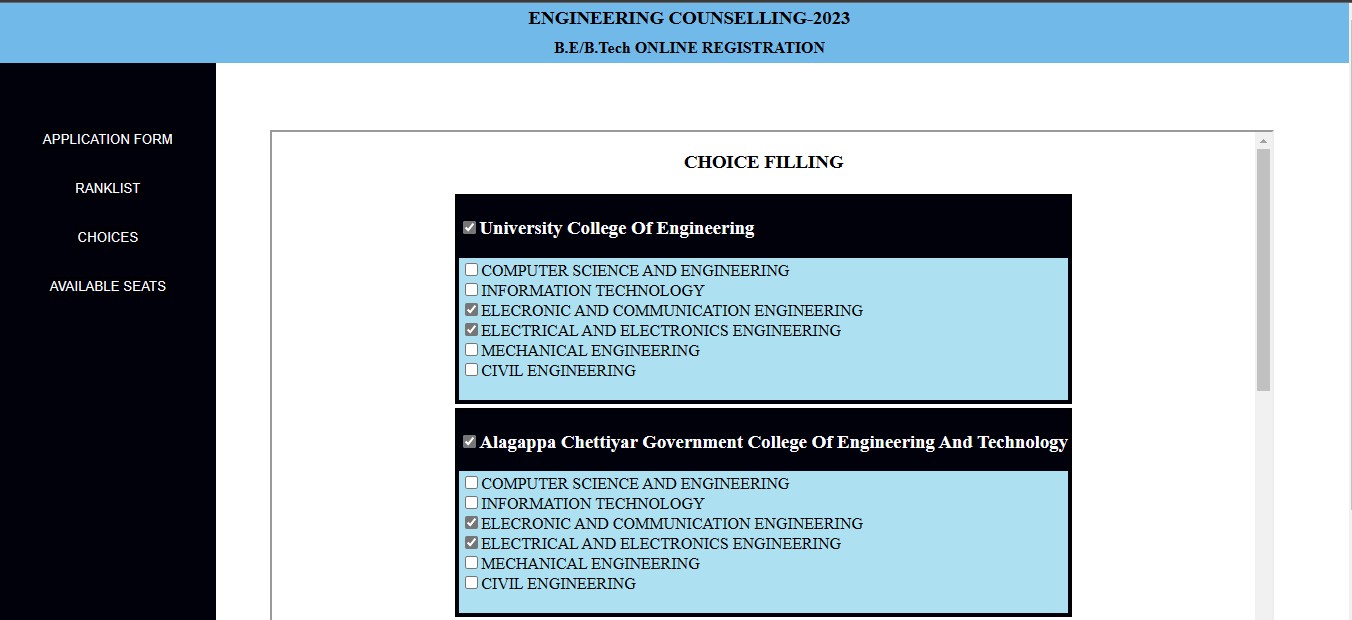 ENGINEERING COUNSELLING-2023
B.E/B.Tech ONLINE REGISTRATION
APPLICATION FORM
RANKLIST
CHOICES
AVAILABLE SEATS
CHOICE FILLING
University College Of Engineering
COMPUTER SCIENCE AND ENGINEERING
INFORMATION TECHNOLOGY
ELECRONIC AND COMMUNICATION ENGINEERING
ELECTRICAL AND ELECTRONICS ENGINEERING
MECHANICAL ENGINEERING
CIVIL ENGINEERING
Alagappa Chettiyar Government College Of Engineering And Technology
COMPUTER SCIENCE AND ENGINEERING
INFORMATION TECHNOLOGY
ELECRONIC AND COMMUNICATION ENGINEERING
ELECTRICAL AND ELECTRONICS ENGINEERING
MECHANICAL ENGINEERING
CIVIL ENGINEERING